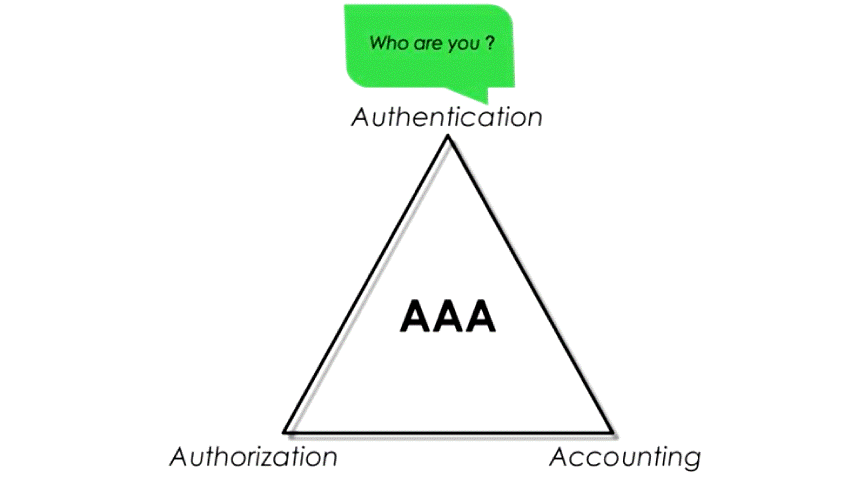 Who are you ?
Authentication
AAA
Authorization
Accounting